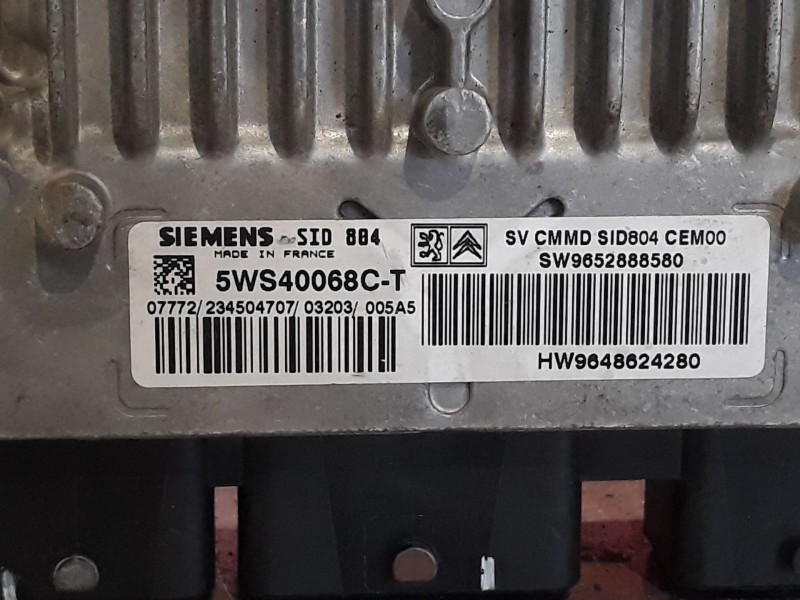 SIEMENS SID 804
MADE IN FRANCE
5WS40068C-T
07772/234504707/03203/005A5
SV CMMD SID804 CEM00
SW9652888580
HW9648624280